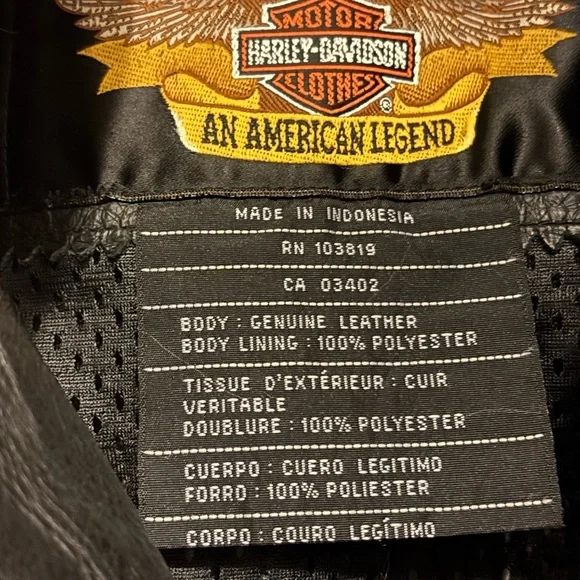 MOTOR
HARLEY-DAVIDSON
CLOTHES
®
AN AMERICAN LEGEND
MADE IN INDONESIA
RN 103819
CA 03402
BODY : GENUINE LEATHER
BODY LINING : 100% POLYESTER
TISSUE D'EXTÉRIEUR : CUIR
VERITABLE
DOUBLURE : 100% POLYESTER
CUERPO : CUERO LEGITIMO
FORRO : 100% POLIESTER
CORPO : COURO LEGÍTIMO